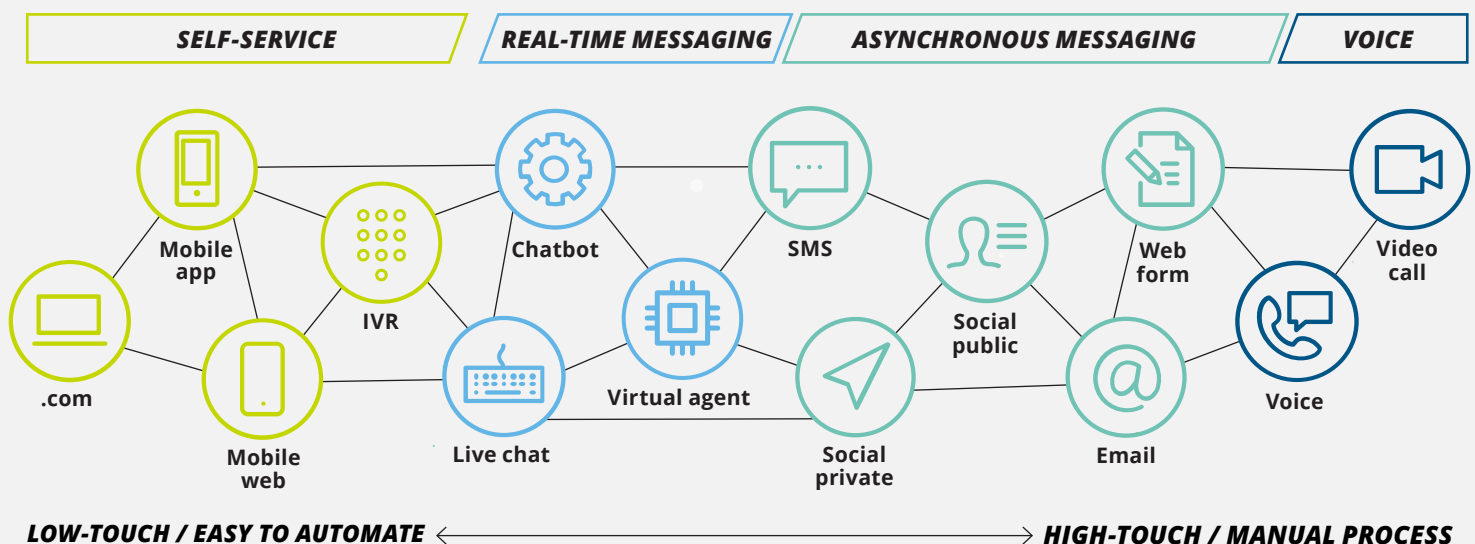 SELF-SERVICE
REAL-TIME MESSAGING
ASYNCHRONOUS MESSAGING
VOICE
Mobile
app
Chatbot
SMS
Web
form
Video
call
IVR
Social
public
.com
Virtual agent
Voice
Mobile
web
Live chat
Social
private
Email
LOW-TOUCH / EASY TO AUTOMATE
HIGH-TOUCH / MANUAL PROCESS